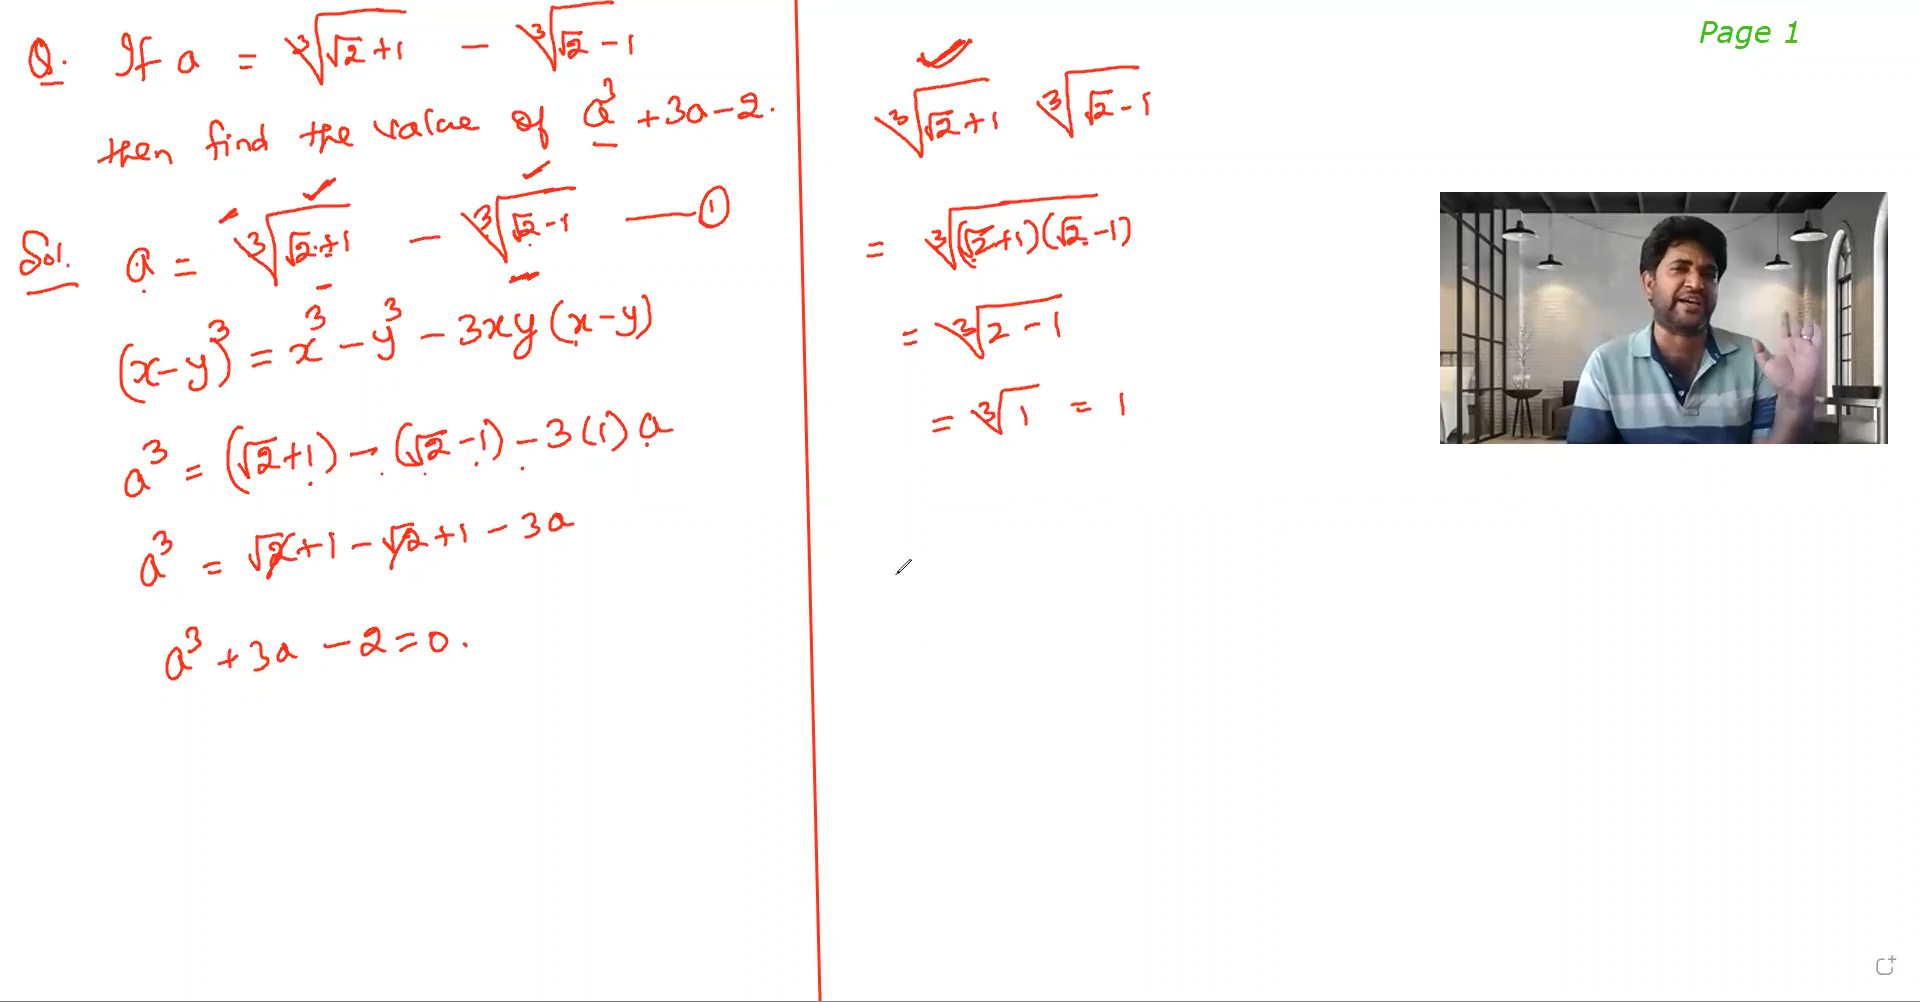 Q. If a = ∛(√2+1) − ∛(√2−1)
then find the value of a³ +3a−2.
Sol. a = ∛(√2+1) − ∛(√2−1) —— ①
(x−y)³ = x³ − y³ − 3xy(x−y)
a³ = (√2+1) − (√2−1) − 3(1)a
a³ = √2+1 − √2+1 − 3a
a³ +3a −2=0.
∛(√2+1) ∛(√2−1)
= ∛((√2+1)(√2−1))
= ∛(2−1)
= ∛1 = 1
Page 1